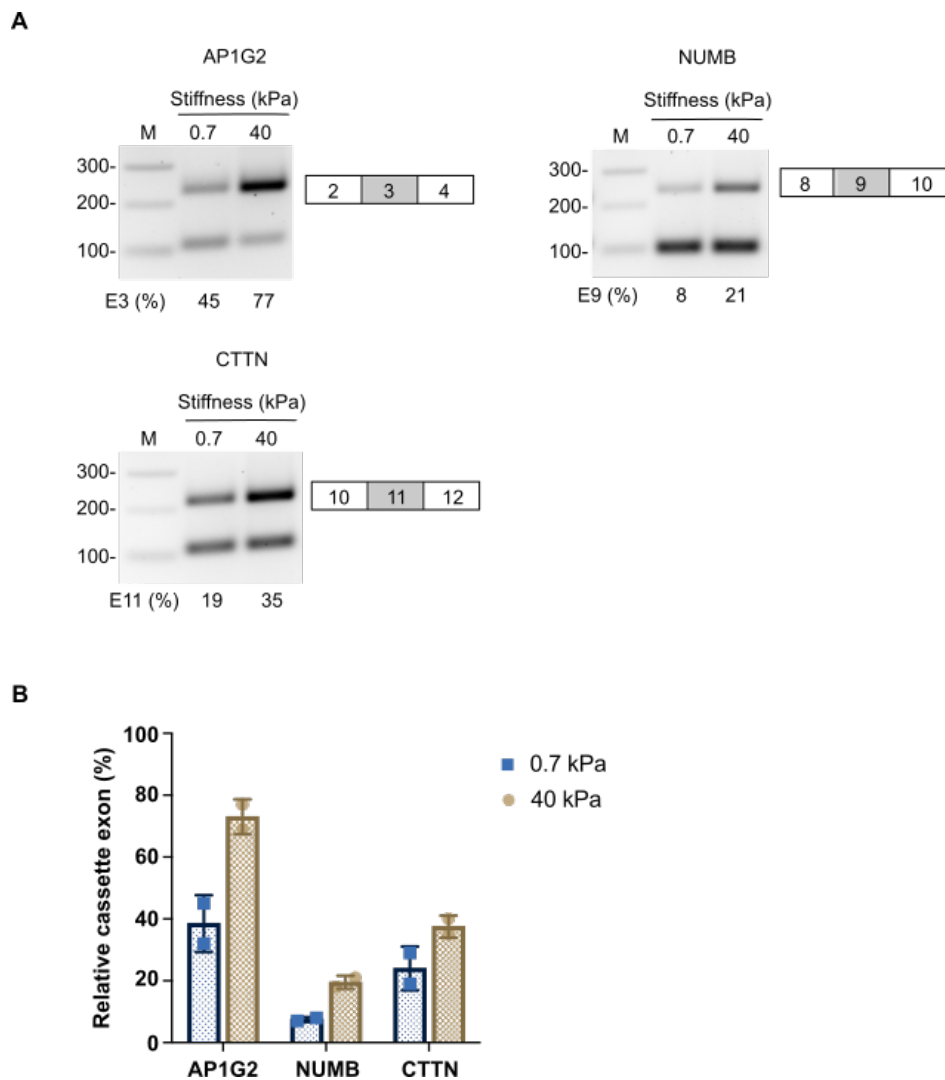 A
AP1G2
Stiffness (kPa)
M 0.7 40
300-
200-
100-
2 3 4
E3 (%) 45 77
NUMB
Stiffness (kPa)
M 0.7 40
300-
200-
100-
8 9 10
E9 (%) 8 21
CTTN
Stiffness (kPa)
M 0.7 40
300-
200-
100-
10 11 12
E11 (%) 19 35
B
Relative cassette exon (%)
100
80
60
40
20
0
AP1G2 NUMB CTTN
0.7 kPa
40 kPa